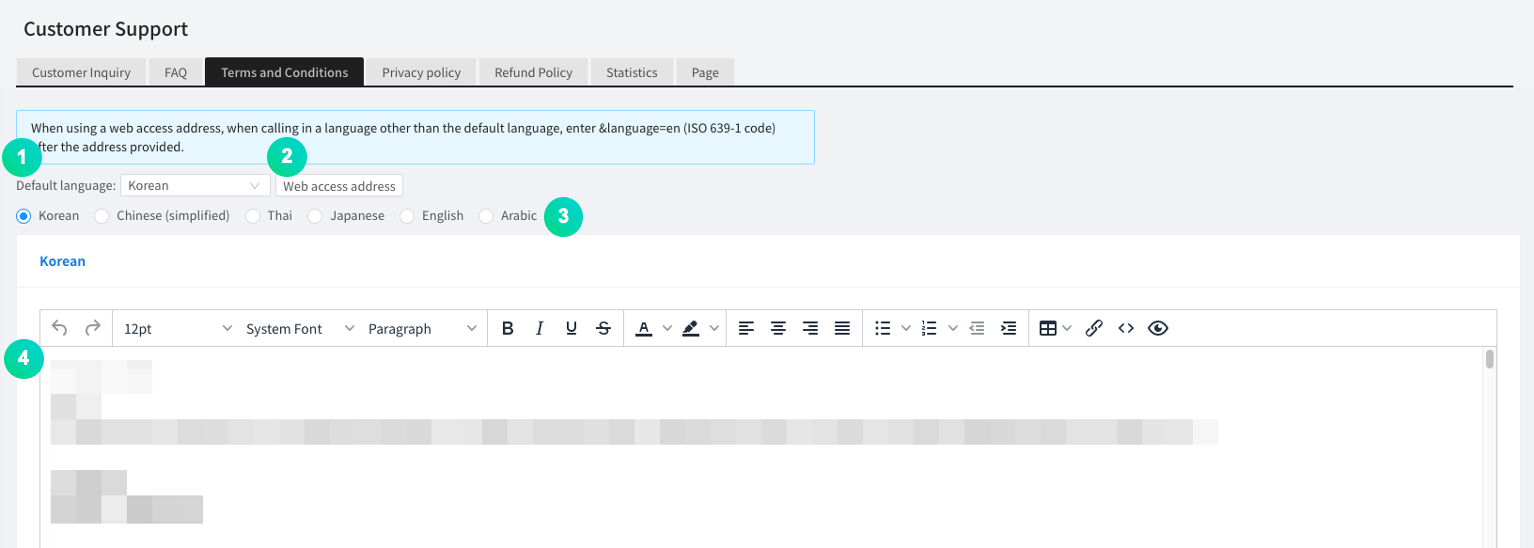 Customer Support
Customer Inquiry FAQ Terms and Conditions Privacy policy Refund Policy Statistics Page
When using a web access address, when calling in a language other than the default language, enter &language=en (ISO 639-1 code)
after the address provided.
1 2
Default language: Korean Web access address
Korean Chinese (simplified) Thai Japanese English Arabic 3
Korean
12pt System Font Paragraph B I U S A
4